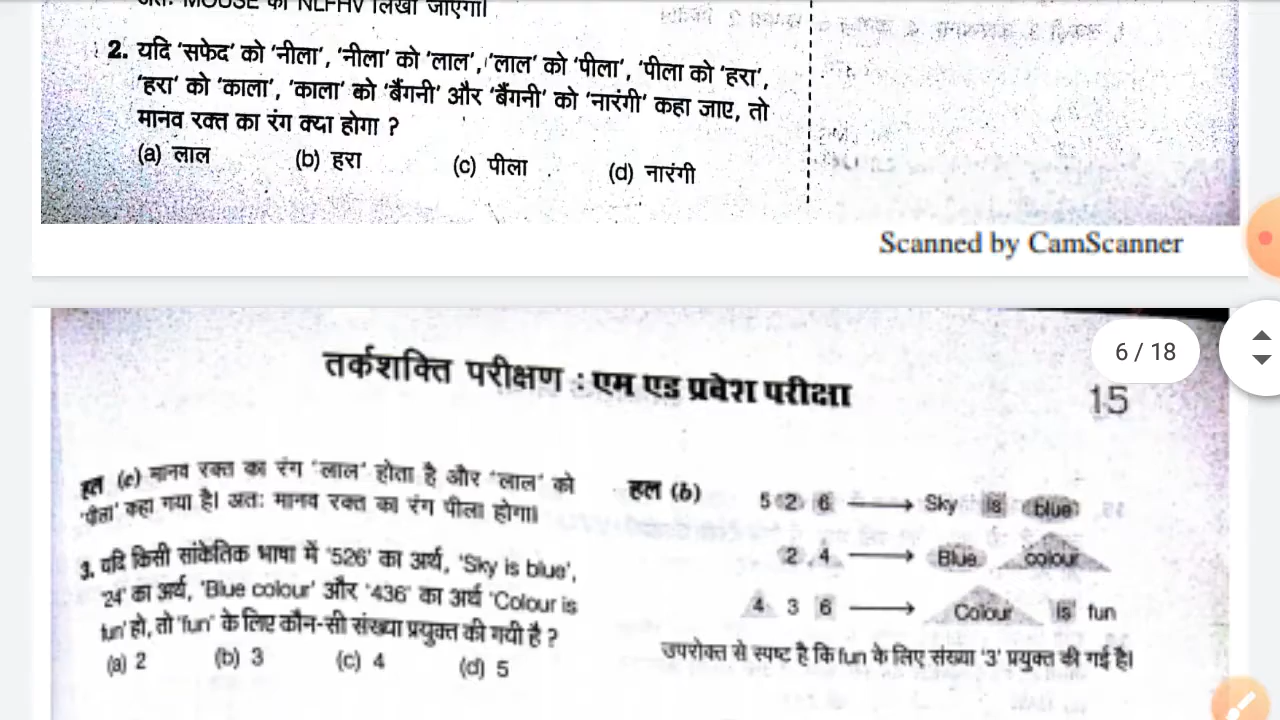 अतः MOUSE को NLFHV लिखा जाएगा।
2. यदि 'सफेद' को 'नीला', 'नीला' को 'लाल', 'लाल' को 'पीला', 'पीला को 'हरा',
'हरा' को 'काला', 'काला' को 'बैंगनी' और 'बैंगनी' को 'नारंगी' कहा जाए, तो
मानव रक्त का रंग क्या होगा ?
(a) लाल (b) हरा (c) पीला (d) नारंगी
Scanned by CamScanner
6 / 18
तर्कशक्ति परीक्षण : एम एड प्रवेश परीक्षा
15
हल (c) मानव रक्त का रंग 'लाल' होता है और 'लाल' को
'पीला' कहा गया है। अतः मानव रक्त का रंग पीला होगा।
3. यदि किसी सांकेतिक भाषा में '526' का अर्थ, 'Sky is blue',
'24' का अर्थ, 'Blue colour' और '436' का अर्थ 'Colour is
fun' हो, तो 'fun' के लिए कौन-सी संख्या प्रयुक्त की गयी है ?
(a) 2 (b) 3 (c) 4 (d) 5
हल (b) 5 2 6 → Sky is blue
2 4 → Blue colour
4 3 6 → Colour is fun
उपरोक्त से स्पष्ट है कि fun के लिए संख्या '3' प्रयुक्त की गई है।